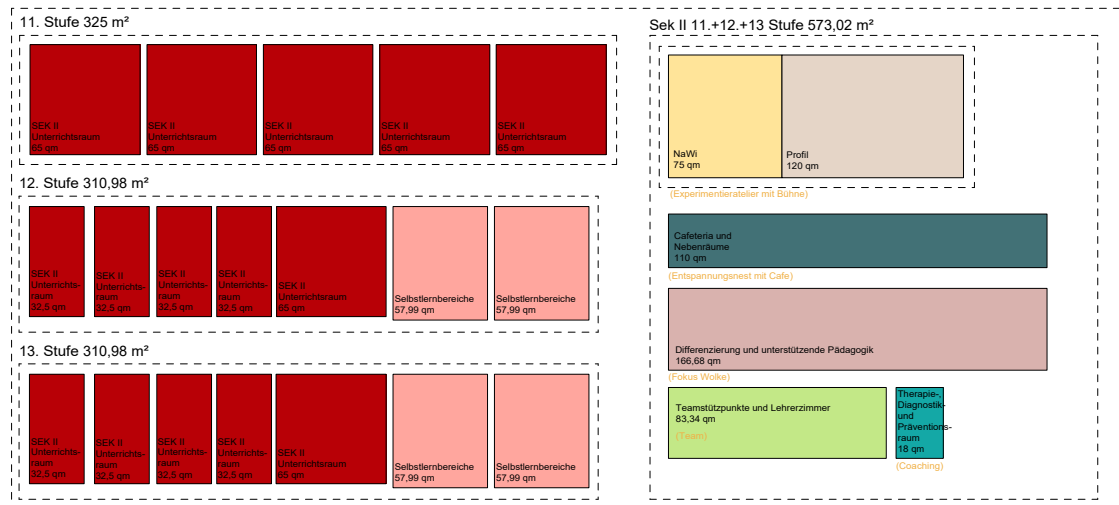 11. Stufe 325 m²
SEK II
Unterrichtsraum
65 qm
SEK II
Unterrichtsraum
65 qm
SEK II
Unterrichtsraum
65 qm
SEK II
Unterrichtsraum
65 qm
SEK II
Unterrichtsraum
65 qm
12. Stufe 310,98 m²
SEK II
Unterrichts-
raum
32,5 qm
SEK II
Unterrichts-
raum
32,5 qm
SEK II
Unterrichts-
raum
32,5 qm
SEK II
Unterrichts-
raum
32,5 qm
SEK II
Unterrichtsraum
65 qm
Selbstlernbereiche
57,99 qm
Selbstlernbereiche
57,99 qm
13. Stufe 310,98 m²
SEK II
Unterrichts-
raum
32,5 qm
SEK II
Unterrichts-
raum
32,5 qm
SEK II
Unterrichts-
raum
32,5 qm
SEK II
Unterrichts-
raum
32,5 qm
SEK II
Unterrichtsraum
65 qm
Selbstlernbereiche
57,99 qm
Selbstlernbereiche
57,99 qm
Sek II 11.+12.+13 Stufe 573,02 m²
NaWi
75 qm
Profil
120 qm
(Experimentieratelier mit Bühne)
Cafeteria und
Nebenräume
110 qm
(Entspannungsnest mit Cafe)
Differenzierung und unterstützende Pädagogik
166,68 qm
(Fokus Wolke)
Teamstützpunkte und Lehrerzimmer
83,34 qm
(Team)
Therapie-,
Diagnostik-
und
Präventions-
raum
18 qm
(Coaching)